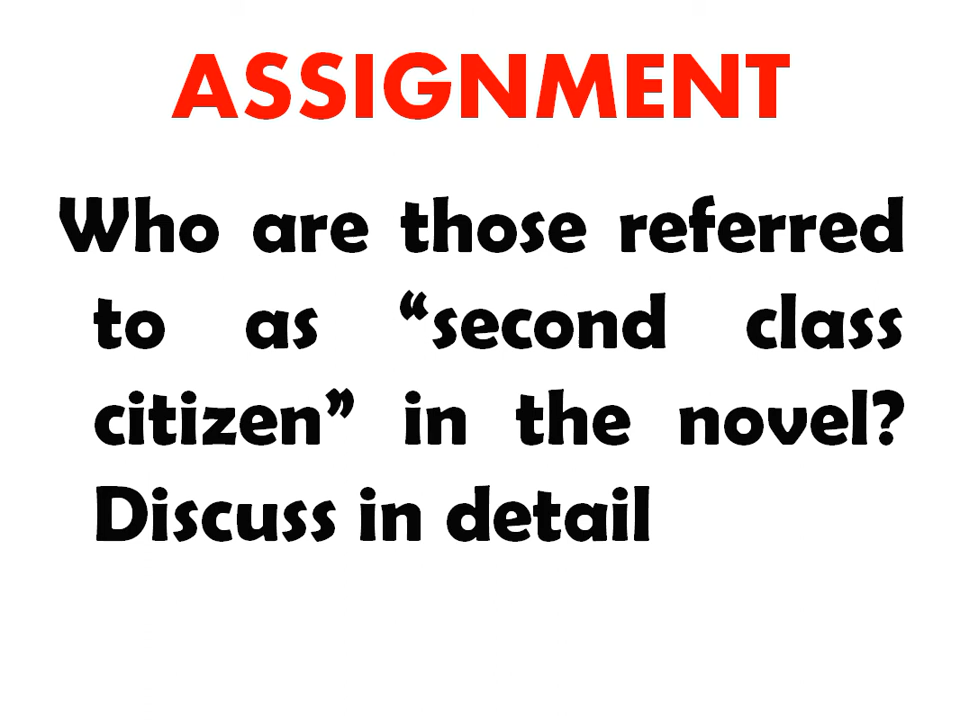 ASSIGNMENT
Who are those referred
to as “second class
citizen” in the novel?
Discuss in detail